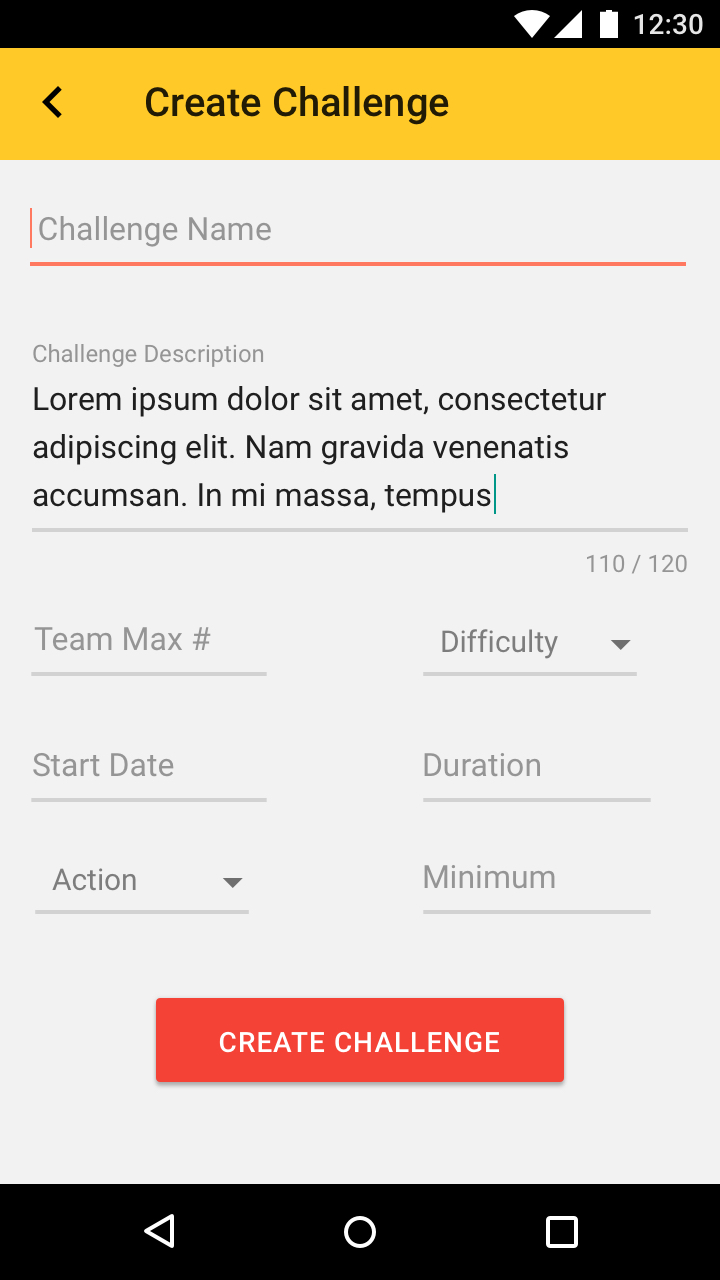 12:30
Create Challenge
Challenge Name
Challenge Description
Lorem ipsum dolor sit amet, consectetur
adipiscing elit. Nam gravida venenatis
accumsan. In mi massa, tempus
110 / 120
Team Max # Difficulty
Start Date Duration
Action Minimum
CREATE CHALLENGE